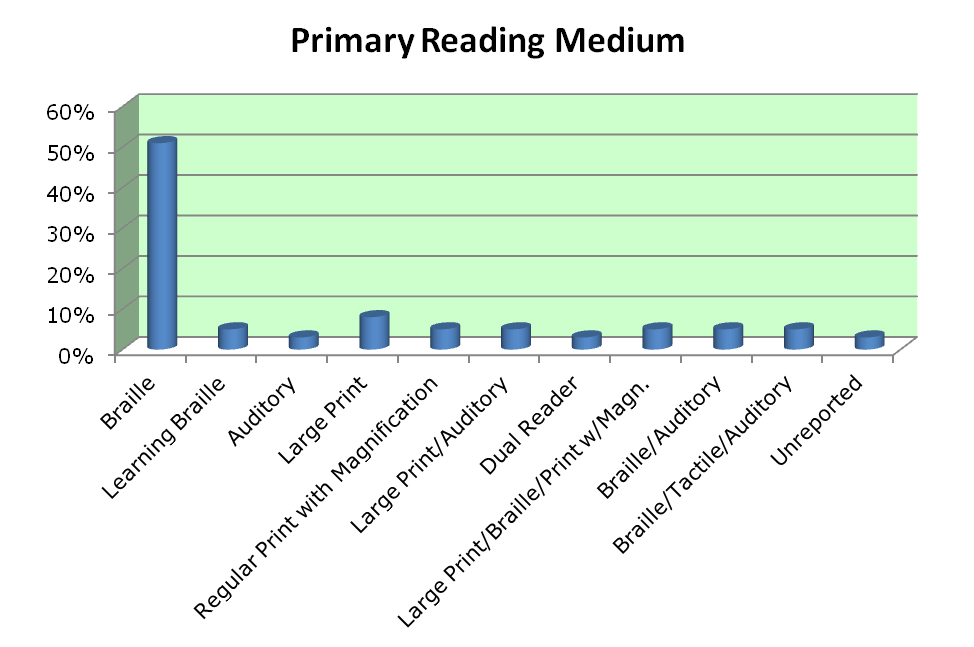 Primary Reading Medium
60%
50%
40%
30%
20%
10%
0%
Braille
Learning Braille
Auditory
Large Print
Regular Print with Magnification
Large Print/Auditory
Dual Reader
Large Print/Braille/Print w/Magn.
Braille/Auditory
Braille/Tactile/Auditory
Unreported